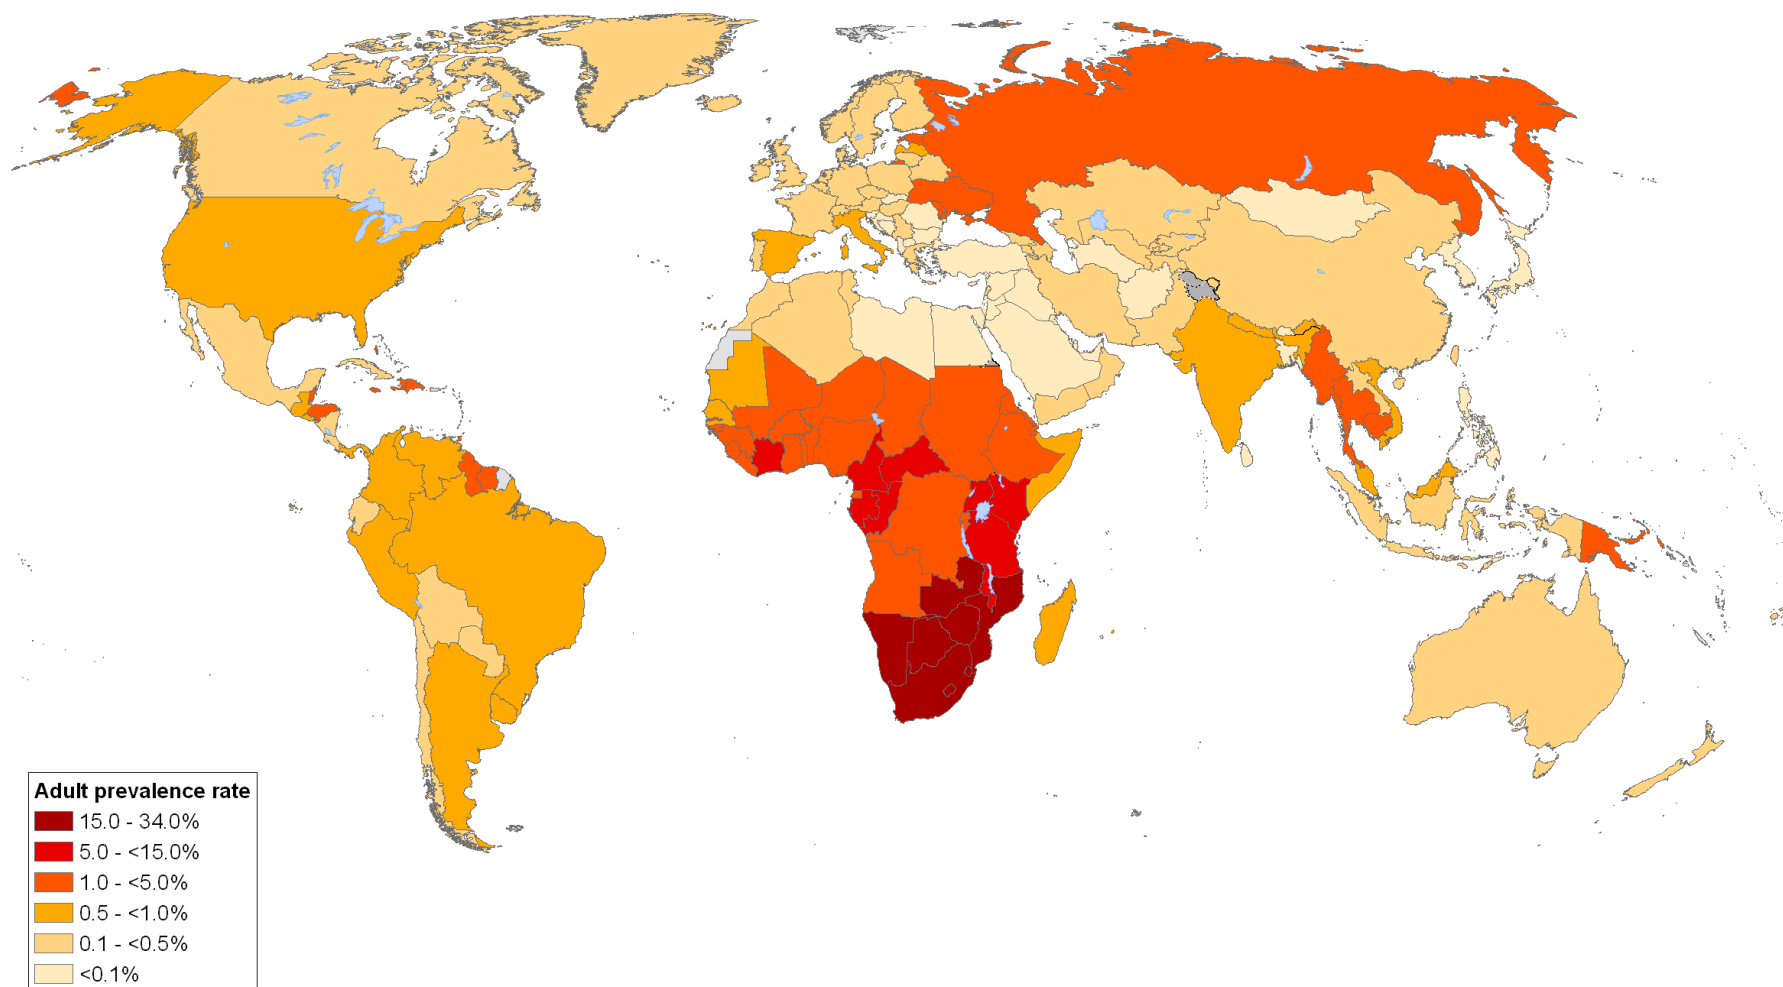 Adult prevalence rate
15.0 - 34.0%
5.0 - <15.0%
1.0 - <5.0%
0.5 - <1.0%
0.1 - <0.5%
<0.1%